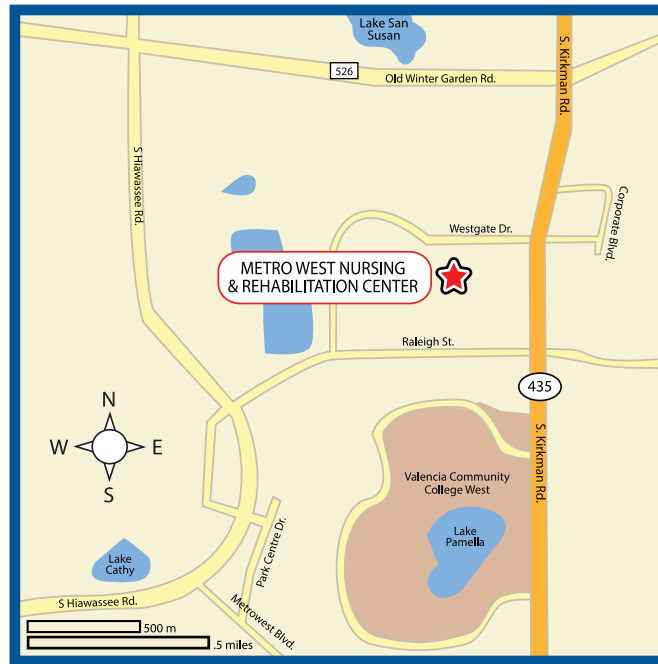 Lake San
Susan
S. Kirkman Rd.
526
Old Winter Garden Rd.
S Hiawassee Rd.
Corporate Blvd.
Westgate Dr.
METRO WEST NURSING
& REHABILITATION CENTER
Raleigh St.
435
N
W
E
S
S. Kirkman Rd.
Valencia Community
College West
Lake
Pamella
Park Centre Dr.
Lake
Cathy
S Hiawassee Rd.
Metrowest Blvd.
500 m
.5 miles